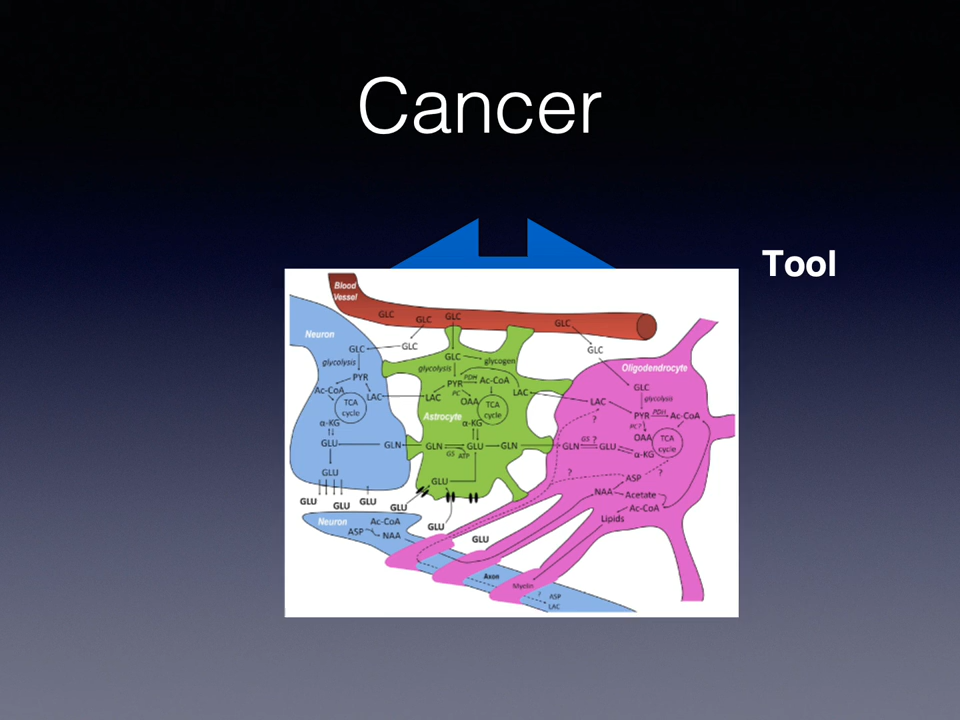 Cancer
Tool
Blood
Vessel
GLC
GLC
GLC
GLC
Neuron
GLC
GLC
GLC
glycogen
GLC
Oligodendrocyte
glycolysis
glycolysis
PYR
PYR
PDH
Ac-CoA
GLC
glycolysis
Ac-CoA
LAC
LAC
PC
OAA
LAC
LAC
TCA
cycle
TCA
cycle
Astrocyte
PYR
PDH
Ac-CoA
?
PC?
α-KG
α-KG
OAA
TCA
cycle
GLU
GLN
GLN
GLU
GLN
GLN
GS ?
GLU
α-KG
GS
ATP
GLU
GLU
?
ASP
?
GLU
GLU
GLU
GLU
NAA
Acetate
Ac-CoA
Lipids
Neuron
Ac-CoA
GLU
ASP
NAA
GLU
Axon
Myelin
?
ASP
LAC